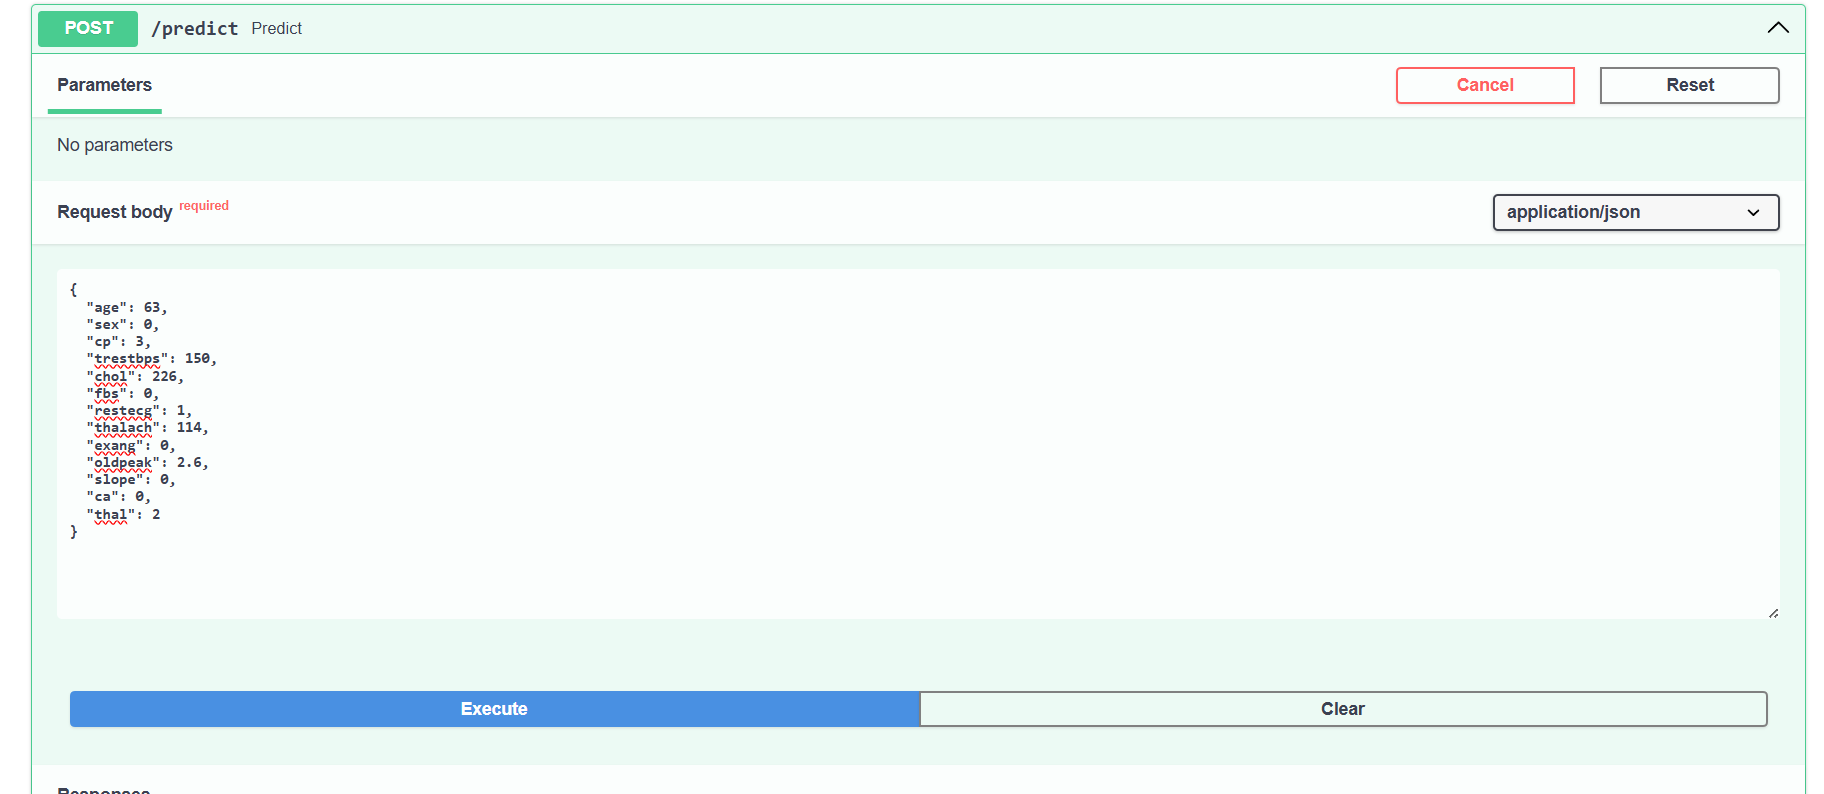 POST /predict Predict
Parameters
Cancel
Reset
No parameters
Request body required
application/json
{
"age": 63,
"sex": 0,
"cp": 3,
"trestbps": 150,
"chol": 226,
"fbs": 0,
"restecg": 1,
"thalach": 114,
"exang": 0,
"oldpeak": 2.6,
"slope": 0,
"ca": 0,
"thal": 2
}
Execute
Clear
Responses